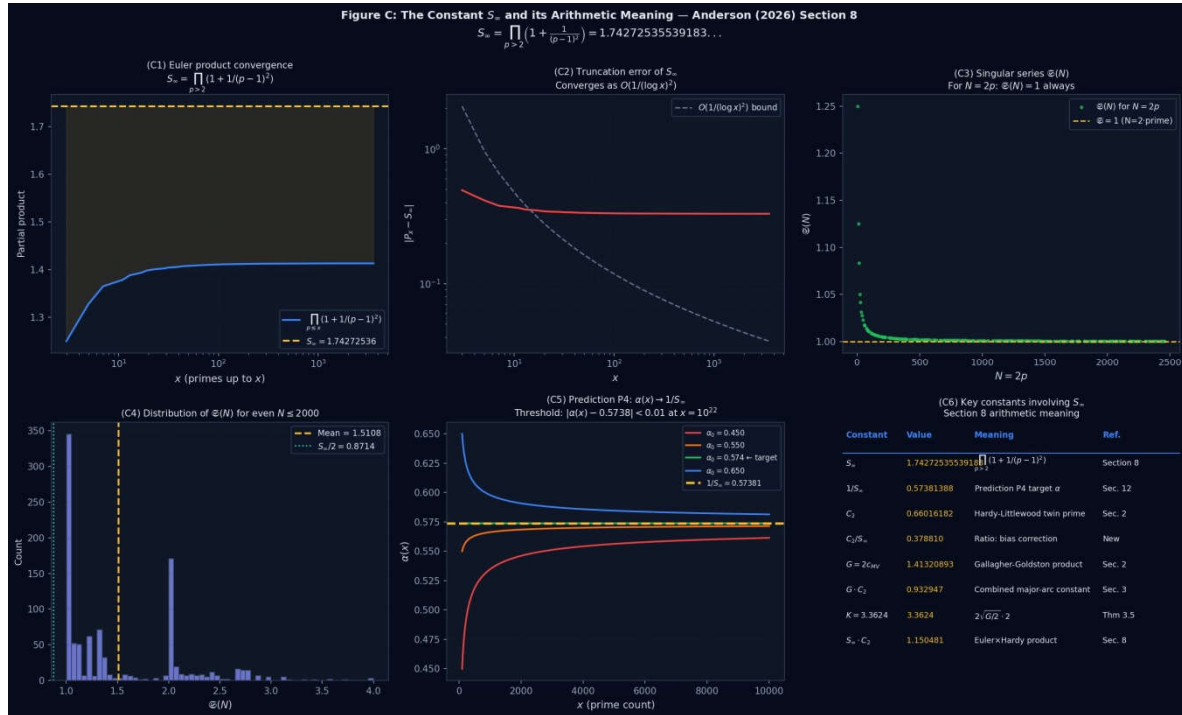 Figure C: The Constant S∞ and its Arithmetic Meaning — Anderson (2026) Section 8
S∞ = ∏_{p>2} (1 + 1/(p−1)²) = 1.74272535539183...
(C1) Euler product convergence
S∞ = ∏_{p>2} (1 + 1/(p−1)²)
Partial product
1.7
1.6
1.5
1.4
1.3
∏_{p≤x} (1 + 1/(p−1)²)
S∞ = 1.74272536
10¹ 10² 10³
x (primes up to x)
(C2) Truncation error of S∞
Converges as O(1/(log x)²)
|Pₓ − S∞|
10⁰
10⁻¹
O(1/(log x)²) bound
10¹ 10² 10³
x
(C3) Singular series 𝔖(N)
For N = 2p: 𝔖(N) = 1 always
𝔖(N)
1.25
1.20
1.15
1.10
1.05
1.00
𝔖(N) for N = 2p
𝔖 = 1 (N=2·prime)
0 500 1000 1500 2000 2500
N = 2p
(C4) Distribution of 𝔖(N) for even N ≤ 2000
Count
350
300
250
200
150
100
50
0
Mean = 1.5108
S∞/2 = 0.8714
1.0 1.5 2.0 2.5 3.0 3.5 4.0
𝔖(N)
(C5) Prediction P4: α(x) → 1/S∞
Threshold: |α(x) − 0.5738| < 0.01 at x = 10²²
α(x)
0.650
0.625
0.600
0.575
0.550
0.525
0.500
0.475
0.450
α₀ = 0.450
α₀ = 0.550
α₀ = 0.574 ← target
α₀ = 0.650
1/S∞ = 0.57381
0 2000 4000 6000 8000 10000
x (prime count)
(C6) Key constants involving S∞
Section 8 arithmetic meaning
Constant Value Meaning Ref.
S∞ 1.74272535539183 ∏_{p>2} (1 + 1/(p−1)²) Section 8
1/S∞ 0.57381388 Prediction P4 target α Sec. 12
C₂ 0.66016182 Hardy-Littlewood twin prime Sec. 2
C₂/S∞ 0.378810 Ratio: bias correction New
G = 2c_MV 1.41320893 Gallagher-Goldston product Sec. 2
G · C₂ 0.932947 Combined major-arc constant Sec. 3
K = 3.3624 3.3624 2√(G/2) · 2 Thm 3.5
S∞ · C₂ 1.150481 Euler×Hardy product Sec. 8